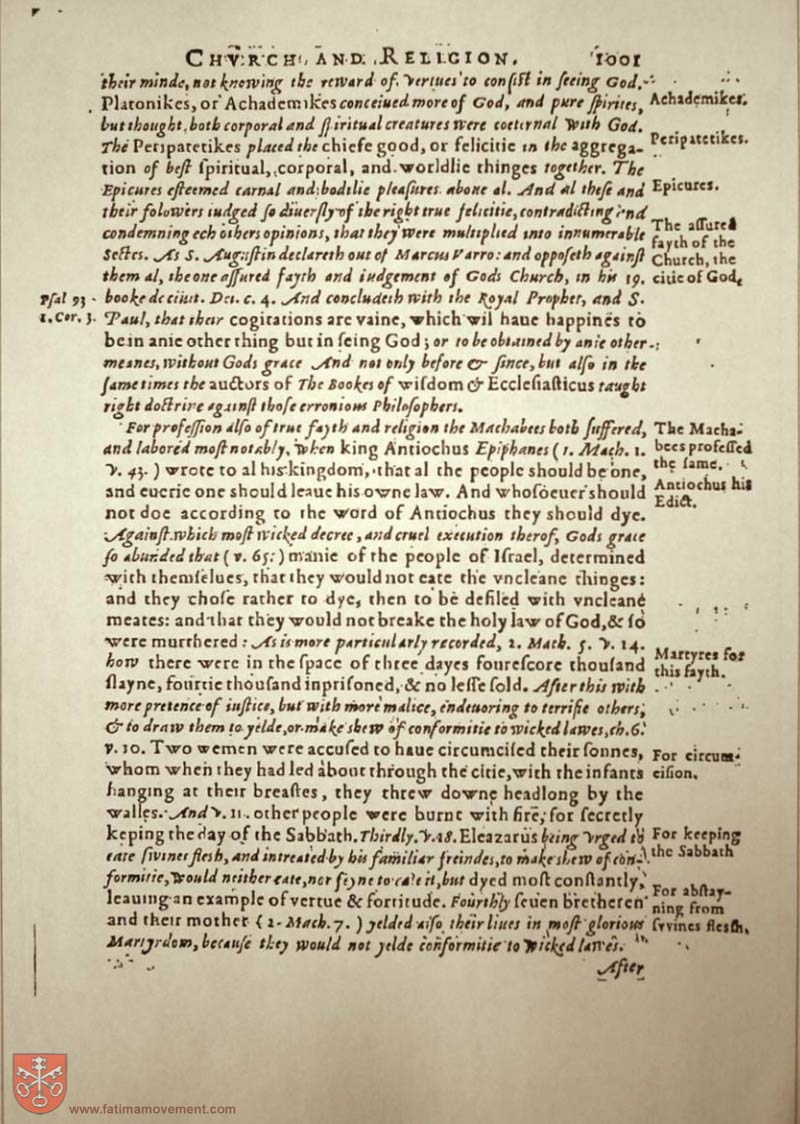 CHVRCH AND RELIGION. 1001
their minde, not knowing the reward of vertues to consist in seeing God.
Platonikes, or Achademikes conceiued more of God, and pure spirites,
but thought both corporal and spiritual creatures were coeternal with God.
The Peripatetikes placed the chiefe good, or felicitie in the aggrega-
tion of best spiritual, corporal, and worldlie thinges together. The
Epicures esteemed carnal and bodilie pleasures aboue al. And al these and
their folowers iudged so diuersly of the right true felicitie, contradicting and
condemning ech others opinions, that they were multiplied into innumerable
Sectes. As S. Augustin declareth out of Marcus Varro: and opposeth against
them al, the one assured fayth and iudgement of Gods Church, in his 19.
booke de ciuit. Dei. c. 4. And concludeth with the Royal Prophet, and S.
Paul, that their cogitations are vaine, which wil haue happines to
be in anie other thing but in seing God; or to be obtained by anie other
meanes, without Gods grace And not only before & since, but also in the
same times the auctors of The Bookes of wisdom & Ecclesiasticus taught
right doctrine against those erronious Philosophers.
For profession also of true fayth and religion the Machabees both suffered,
and labored most notably, when king Antiochus Epiphanes (1. Mach. 1.
v. 43.) wrote to al his kingdom, that al the people should be one,
and euerie one should leaue his owne law. And whosoeuer should
not doe according to the word of Antiochus they should dye.
Against which most wicked decree, and cruel execution therof, Gods grace
so abunded that (v. 65:) manie of the people of Israel, determined
with themselues, that they would not eate the vncleane thinges:
and they chose rather to dye, then to be defiled with vncleane
meates: and that they would not breake the holy law of God, & so
were murthered: As is more particularly recorded, 2. Mach. 5. v. 14.
how there were in the space of three dayes fourescore thousand
slayne, fourtie thousand inprisoned, & no lesse sold. After this with
more pretence of iustice, but with more malice, endeuoring to terrifie others,
& to draw them to yelde, or make shew of conformitie to wicked lawes, ch. 6.
v. 10. Two wemen were accused to haue circumcised their sonnes,
whom when they had led about through the citie, with the infants
hanging at their breastes, they threw downe headlong by the
walles. And v. 11. other people were burnt with fire, for secretly
keping the day of the Sabbath. Thirdly. v. 18. Eleazarus being vrged to
eate swines flesh, and intreated by his familiar freindes, to make shew of con-
formitie, would neither eate, nor feyne to eate it, but dyed most constantly,
leauing an example of vertue & fortitude. Fourthly seuen bretheren
and their mother (2. Mach. 7.) yelded also their liues in most glorious
Martyrdom, because they would not yelde conformitie to wicked lawes.
After
Psal 93
1. Cor. 3.
Achademikes.
Peripatetikes.
Epicures.
The assured
fayth of the
Church, the
citie of God,
The Macha-
bees professed
the same.
Antiochus his
Edict.
Martyres for
this fayth.
For circum-
cision.
For keeping
the Sabbath
For abstay-
ning from
swines flesh,
www.fatimamovement.com